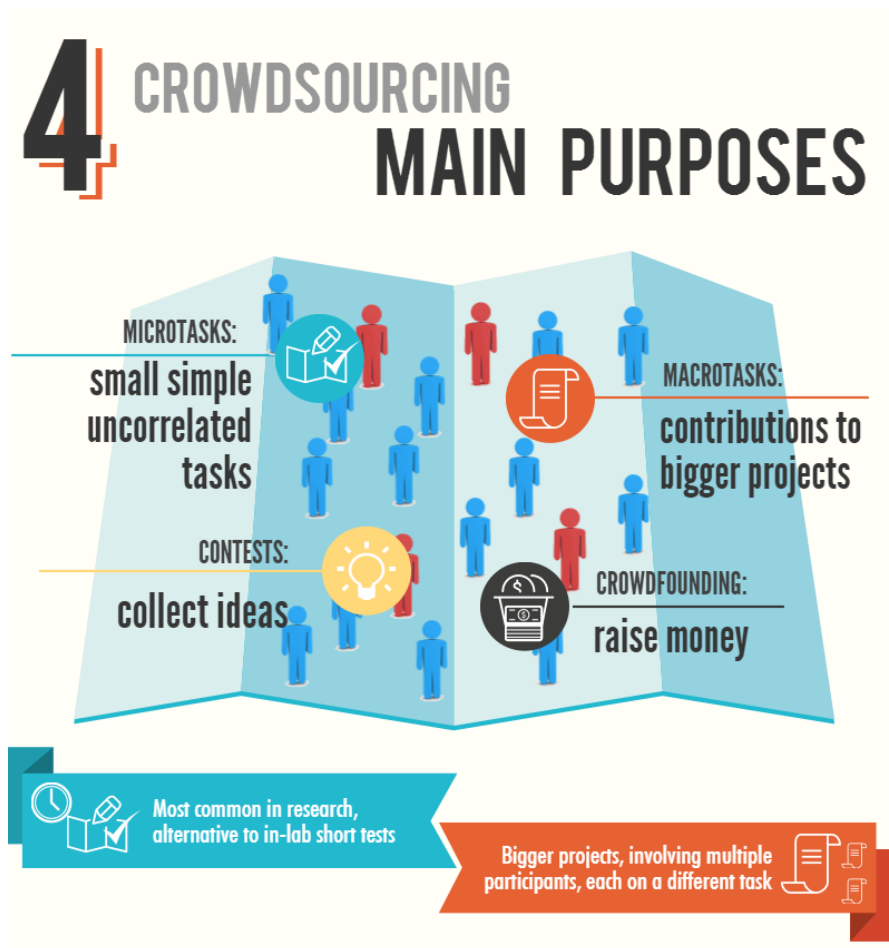 4 CROWDSOURCING
MAIN PURPOSES
MICROTASKS:
small simple
uncorrelated
tasks
MACROTASKS:
contributions to
bigger projects
CONTESTS:
collect ideas
CROWDFOUNDING:
raise money
Most common in research,
alternative to in-lab short tests
Bigger projects, involving multiple
participants, each on a different task